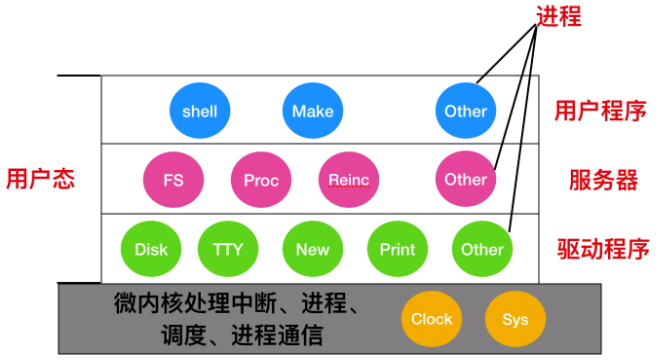 进程
shell Make Other 用户程序
用户态 FS Proc Reinc Other 服务器
Disk TTY New Print Other 驱动程序
微内核处理中断、进程、
调度、进程通信
Clock Sys